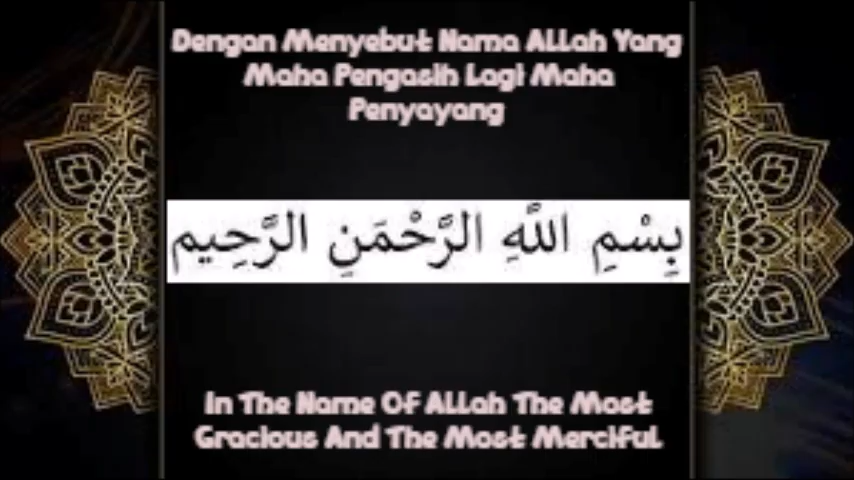 Dengan Menyebut Nama Allah Yang
Maha Pengasih Lagi Maha
Penyayang
بِسْمِ اللَّهِ الرَّحْمَنِ الرَّحِيم
In The Name Of Allah The Most
Gracious And The Most Merciful